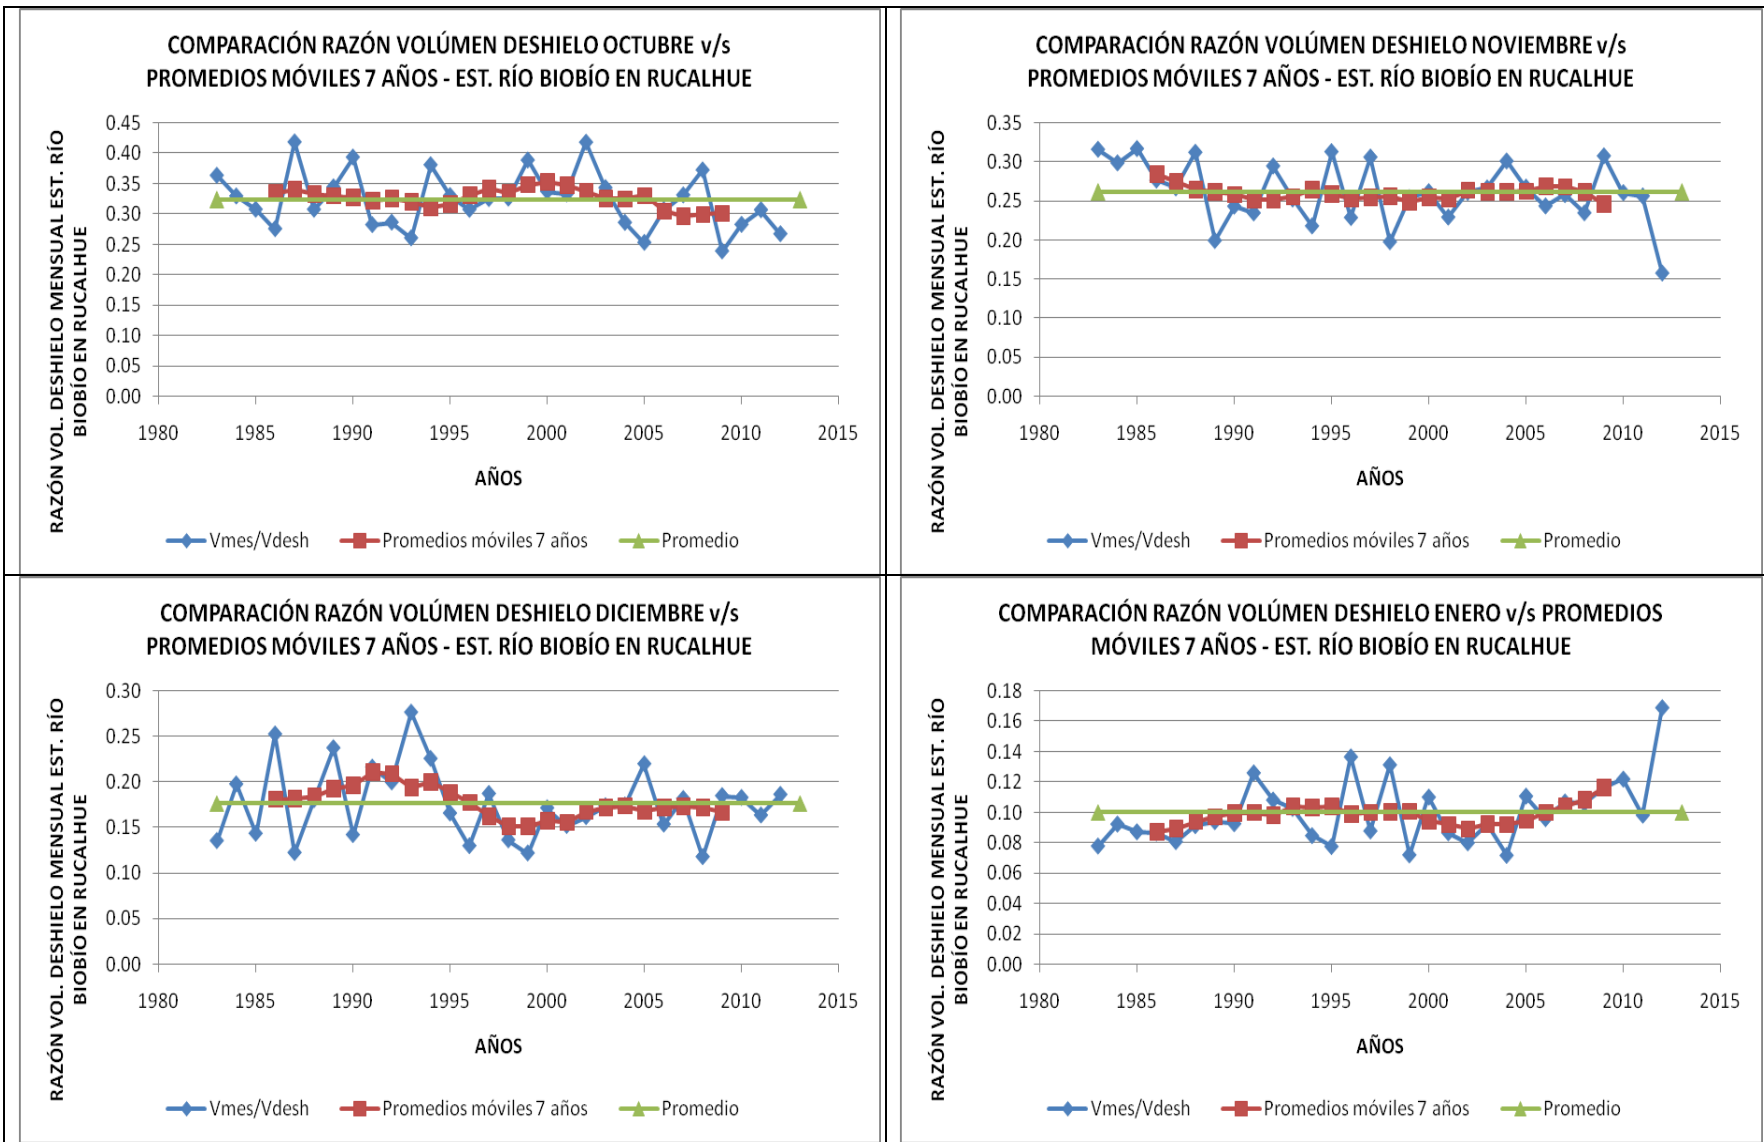 COMPARACIÓN RAZÓN VOLÚMEN DESHIELO OCTUBRE v/s
PROMEDIOS MÓVILES 7 AÑOS - EST. RÍO BIOBÍO EN RUCALHUE
RAZÓN VOL. DESHIELO MENSUAL EST. RÍO
BIOBÍO EN RUCALHUE
0.45
0.40
0.35
0.30
0.25
0.20
0.15
0.10
0.05
0.00
1980 1985 1990 1995 2000 2005 2010 2015
AÑOS
Vmes/Vdesh Promedios móviles 7 años Promedio
COMPARACIÓN RAZÓN VOLÚMEN DESHIELO NOVIEMBRE v/s
PROMEDIOS MÓVILES 7 AÑOS - EST. RÍO BIOBÍO EN RUCALHUE
RAZÓN VOL. DESHIELO MENSUAL EST. RÍO
BIOBÍO EN RUCALHUE
0.35
0.30
0.25
0.20
0.15
0.10
0.05
0.00
1980 1985 1990 1995 2000 2005 2010 2015
AÑOS
Vmes/Vdesh Promedios móviles 7 años Promedio
COMPARACIÓN RAZÓN VOLÚMEN DESHIELO DICIEMBRE v/s
PROMEDIOS MÓVILES 7 AÑOS - EST. RÍO BIOBÍO EN RUCALHUE
RAZÓN VOL. DESHIELO MENSUAL EST. RÍO
BIOBÍO EN RUCALHUE
0.30
0.25
0.20
0.15
0.10
0.05
0.00
1980 1985 1990 1995 2000 2005 2010 2015
AÑOS
Vmes/Vdesh Promedios móviles 7 años Promedio
COMPARACIÓN RAZÓN VOLÚMEN DESHIELO ENERO v/s PROMEDIOS
MÓVILES 7 AÑOS - EST. RÍO BIOBÍO EN RUCALHUE
RAZÓN VOL. DESHIELO MENSUAL EST. RÍO
BIOBÍO EN RUCALHUE
0.18
0.16
0.14
0.12
0.10
0.08
0.06
0.04
0.02
0.00
1980 1985 1990 1995 2000 2005 2010 2015
AÑOS
Vmes/Vdesh Promedios móviles 7 años Promedio